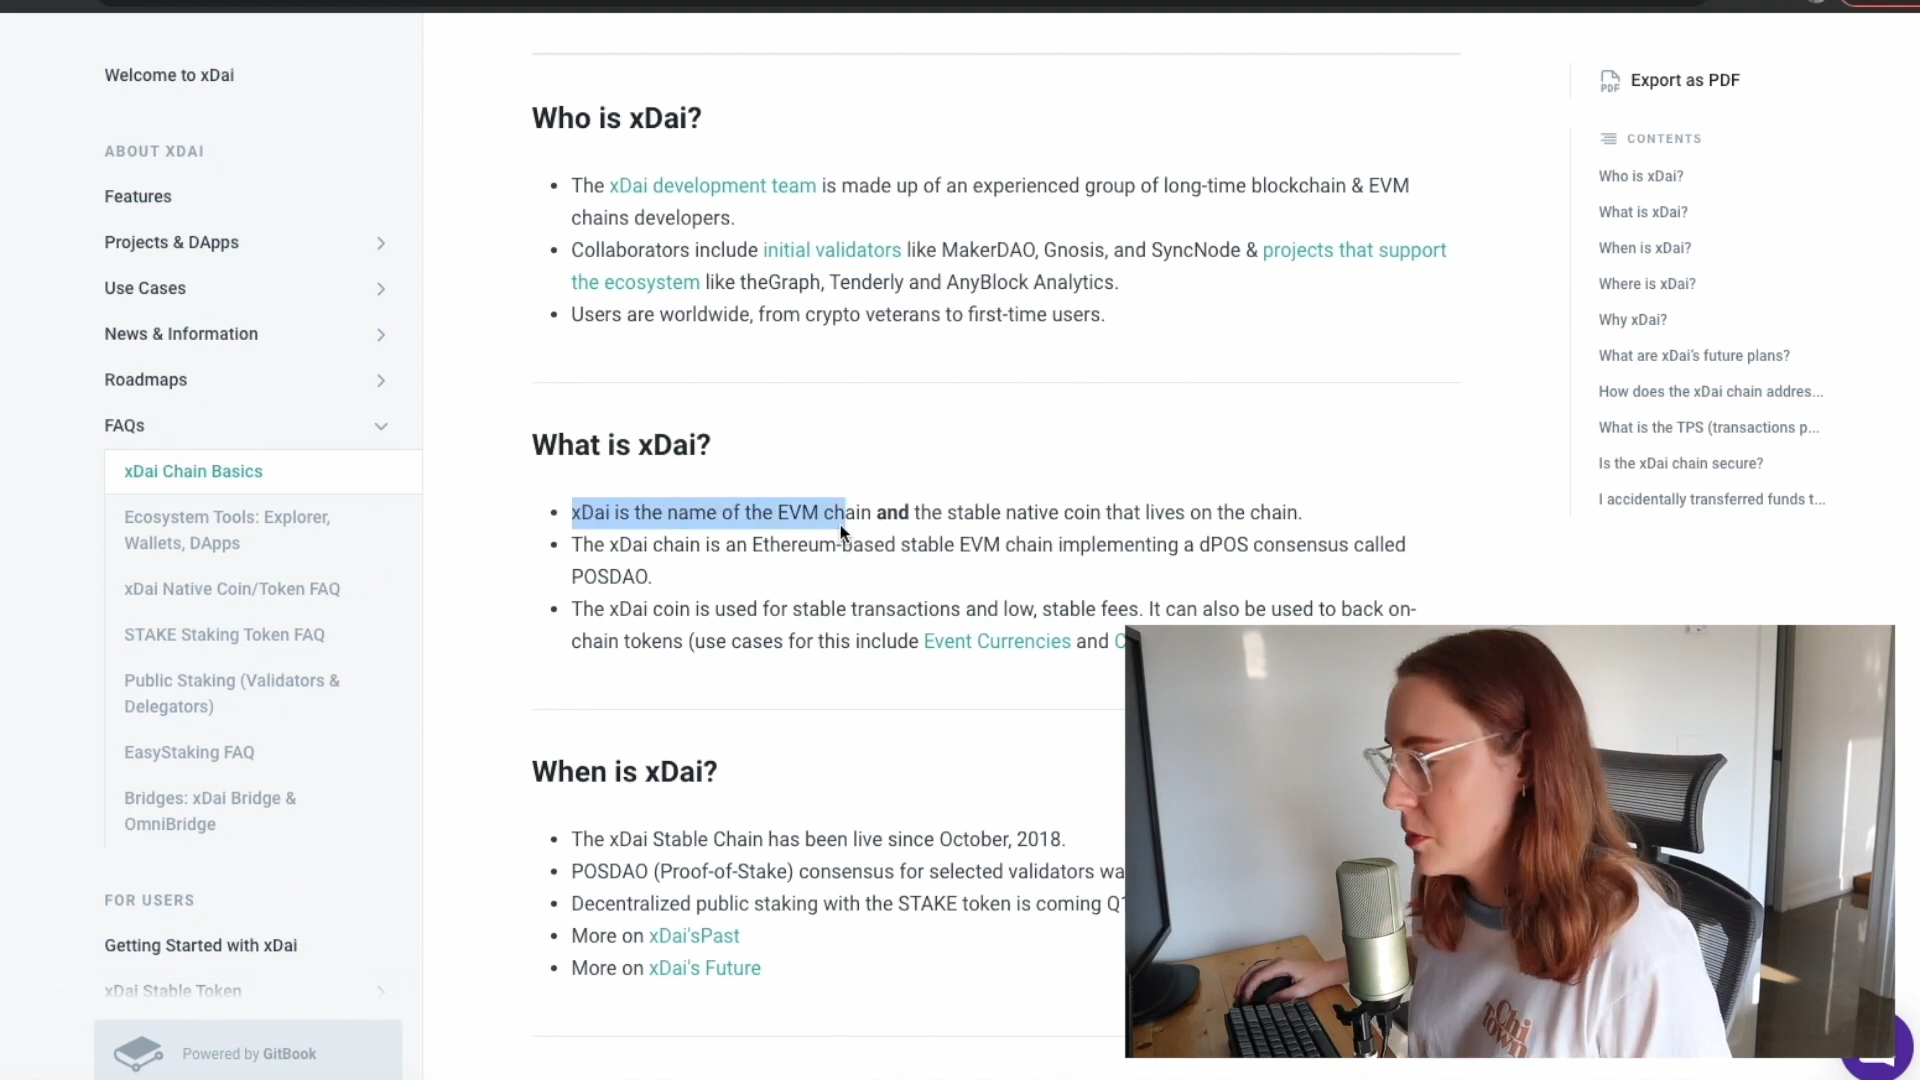 Welcome to xDai
ABOUT XDAI
Features
Projects & DApps
Use Cases
News & Information
Roadmaps
FAQs
xDai Chain Basics
Ecosystem Tools: Explorer,
Wallets, DApps
xDai Native Coin/Token FAQ
STAKE Staking Token FAQ
Public Staking (Validators &
Delegators)
EasyStaking FAQ
Bridges: xDai Bridge &
OmniBridge
FOR USERS
Getting Started with xDai
xDai Stable Token
Powered by GitBook
Who is xDai?
The xDai development team is made up of an experienced group of long-time blockchain & EVM
chains developers.
Collaborators include initial validators like MakerDAO, Gnosis, and SyncNode & projects that support
the ecosystem like theGraph, Tenderly and AnyBlock Analytics.
Users are worldwide, from crypto veterans to first-time users.
What is xDai?
xDai is the name of the EVM chain and the stable native coin that lives on the chain.
The xDai chain is an Ethereum-based stable EVM chain implementing a dPOS consensus called
POSDAO.
The xDai coin is used for stable transactions and low, stable fees. It can also be used to back on-
chain tokens (use cases for this include Event Currencies and
When is xDai?
The xDai Stable Chain has been live since October, 2018.
POSDAO (Proof-of-Stake) consensus for selected validators
Decentralized public staking with the STAKE token is coming
More on xDai'sPast
More on xDai's Future
PDF
Export as PDF
CONTENTS
Who is xDai?
What is xDai?
When is xDai?
Where is xDai?
Why xDai?
What are xDai's future plans?
How does the xDai chain addres...
What is the TPS (transactions p...
Is the xDai chain secure?
I accidentally transferred funds t...
Chi
Town